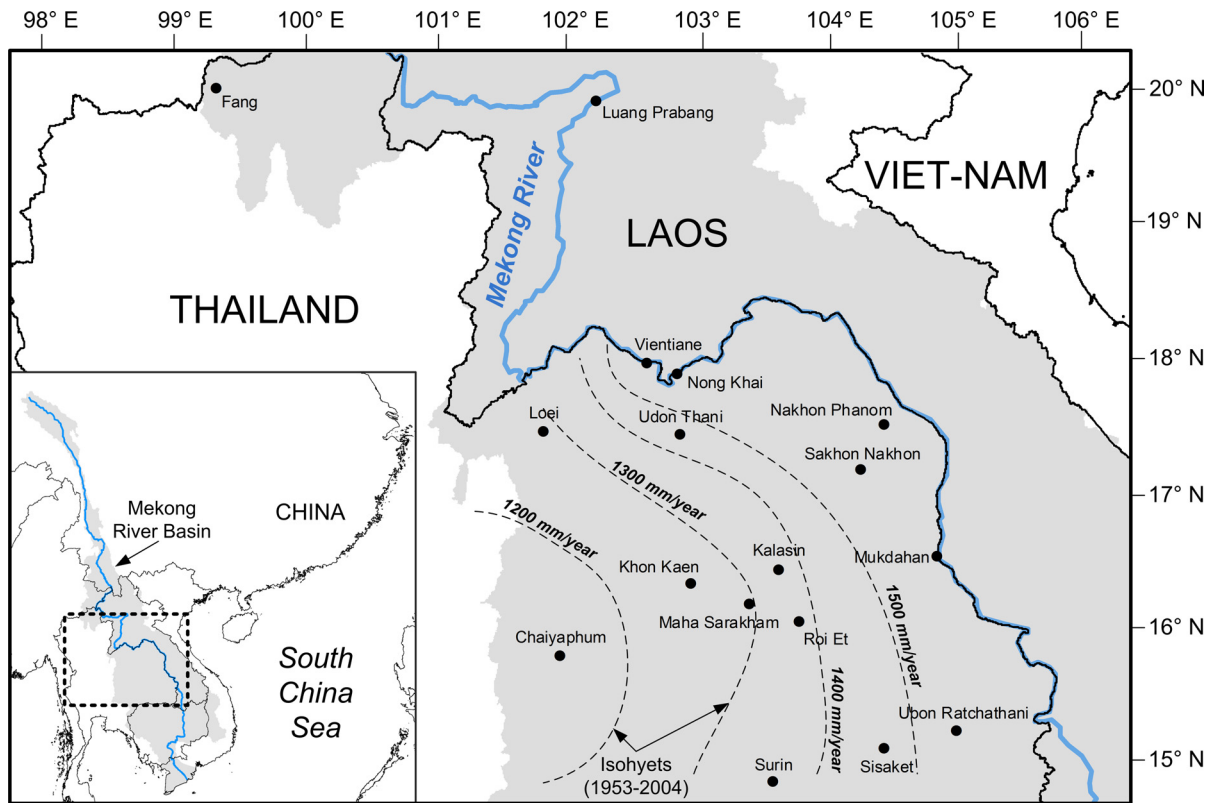 98° E
99° E
100° E
101° E
102° E
103° E
104° E
105° E
106° E
20° N
Fang
Luang Prabang
Mekong River
VIET-NAM
LAOS
19° N
THAILAND
Vientiane
18° N
Nong Khai
Loei
Udon Thani
Nakhon Phanom
Sakhon Nakhon
1300 mm/year
17° N
1200 mm/year
CHINA
Mekong
River Basin
Kalasin
Mukdahan
Khon Kaen
1500 mm/year
Maha Sarakham
Roi Et
16° N
Chaiyaphum
South
China
Sea
1400 mm/year
Ubon Ratchathani
Isohyets
(1953-2004)
Surin
Sisaket
15° N